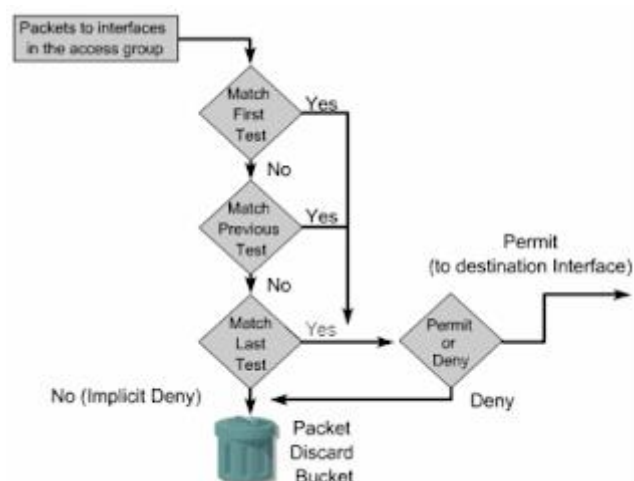 Packets to interfaces
in the access group
Match
First
Test
Yes
No
Match
Previous
Test
Yes
No
Match
Last
Test
Yes
Permit
or
Deny
Permit
(to destination Interface)
No (Implicit Deny)
Deny
Packet
Discard
Bucket